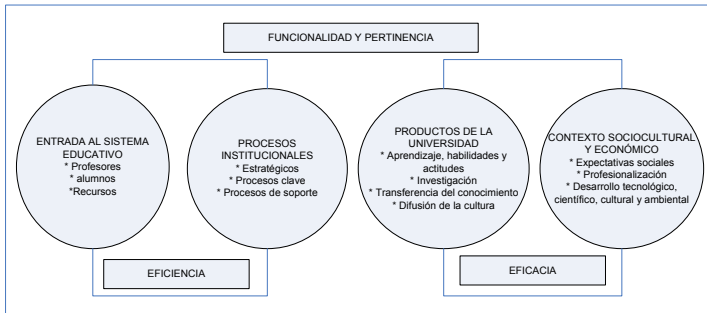 FUNCIONALIDAD Y PERTINENCIA
ENTRADA AL SISTEMA
EDUCATIVO
* Profesores
* alumnos
*Recursos
PROCESOS
INSTITUCIONALES
* Estratégicos
* Procesos clave
* Procesos de soporte
PRODUCTOS DE LA
UNIVERSIDAD
* Aprendizaje, habilidades y
actitudes
* Investigación
* Transferencia del conocimiento
* Difusión de la cultura
CONTEXTO SOCIOCULTURAL
Y ECONÓMICO
* Expectativas sociales
* Profesionalización
* Desarrollo tecnológico,
científico, cultural y ambiental
EFICIENCIA
EFICACIA